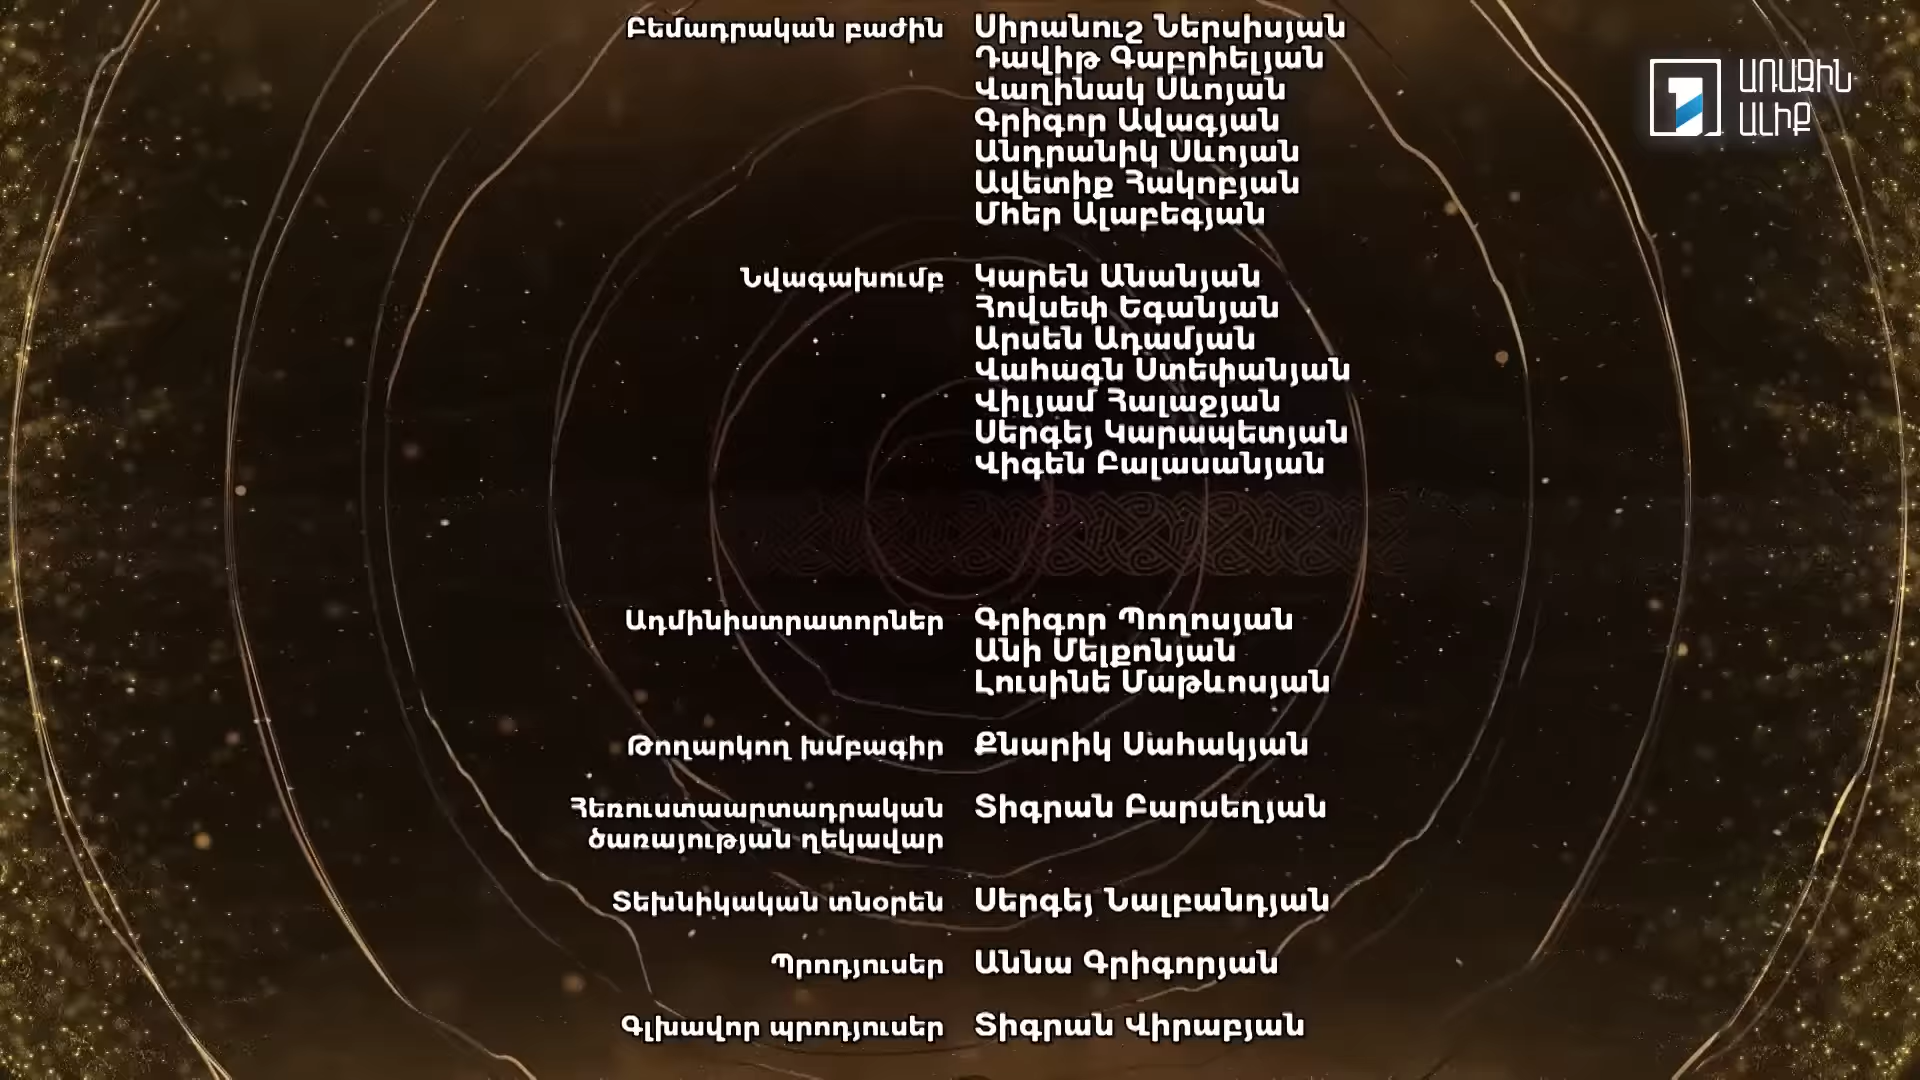 Բեմադրական բաժին Սիրանուշ Ներսիսյան
Դավիթ Գաբրիելյան
Վաղինակ Սևոյան
Գրիգոր Ավագյան
Անդրանիկ Սևոյան
Ավետիք Հակոբյան
Մհեր Ալաբեգյան
ԱՌԱՋԻՆ
ԱԼԻՔ
Նվագախումբ Կարեն Անանյան
Հովսեփ Եգանյան
Արսեն Ադամյան
Վահագն Ստեփանյան
Վիլյամ Հալաջյան
Սերգեյ Կարապետյան
Վիգեն Բալասանյան
Ադմինիստրատորներ Գրիգոր Պողոսյան
Անի Մելքոնյան
Լուսինե Մաթևոսյան
Թողարկող խմբագիր Քնարիկ Սահակյան
Հեռուստաարտադրական Տիգրան Բարսեղյան
ծառայության ղեկավար
Տեխնիկական տնօրեն Սերգեյ Նալբանդյան
Պրոդյուսեր Աննա Գրիգորյան
Գլխավոր պրոդյուսեր Տիգրան Վիրաբյան